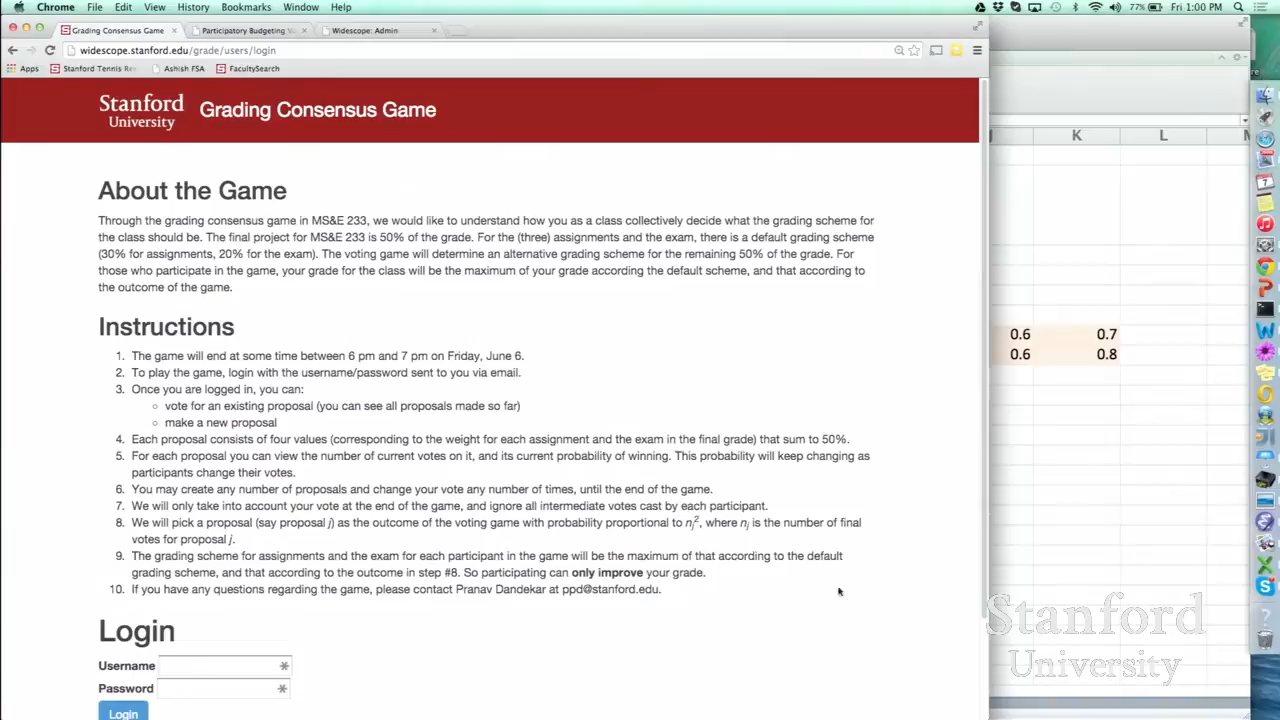 Chrome File Edit View History Bookmarks Window Help 77% Fri 1:00 PM
Grading Consensus Game Participatory Budgeting Widescope: Admin
widescope.stanford.edu/grade/users/login
Apps Stanford Tennis Re Ashish FSA FacultySearch
Stanford
University
Grading Consensus Game
K L
About the Game
Through the grading consensus game in MS&E 233, we would like to understand how you as a class collectively decide what the grading scheme for
the class should be. The final project for MS&E 233 is 50% of the grade. For the (three) assignments and the exam, there is a default grading scheme
(30% for assignments, 20% for the exam). The voting game will determine an alternative grading scheme for the remaining 50% of the grade. For
those who participate in the game, your grade for the class will be the maximum of your grade according the default scheme, and that according to
the outcome of the game.
Instructions
1. The game will end at some time between 6 pm and 7 pm on Friday, June 6.
2. To play the game, login with the username/password sent to you via email.
3. Once you are logged in, you can:
vote for an existing proposal (you can see all proposals made so far)
make a new proposal
4. Each proposal consists of four values (corresponding to the weight for each assignment and the exam in the final grade) that sum to 50%.
5. For each proposal you can view the number of current votes on it, and its current probability of winning. This probability will keep changing as
participants change their votes.
6. You may create any number of proposals and change your vote any number of times, until the end of the game.
7. We will only take into account your vote at the end of the game, and ignore all intermediate votes cast by each participant.
8. We will pick a proposal (say proposal j) as the outcome of the voting game with probability proportional to nj², where nj is the number of final
votes for proposal j.
9. The grading scheme for assignments and the exam for each participant in the game will be the maximum of that according to the default
grading scheme, and that according to the outcome in step #8. So participating can only improve your grade.
10. If you have any questions regarding the game, please contact Pranav Dandekar at ppd@stanford.edu.
0.6 0.7
0.6 0.8
Login
Username
Password
Login
Stanford
University